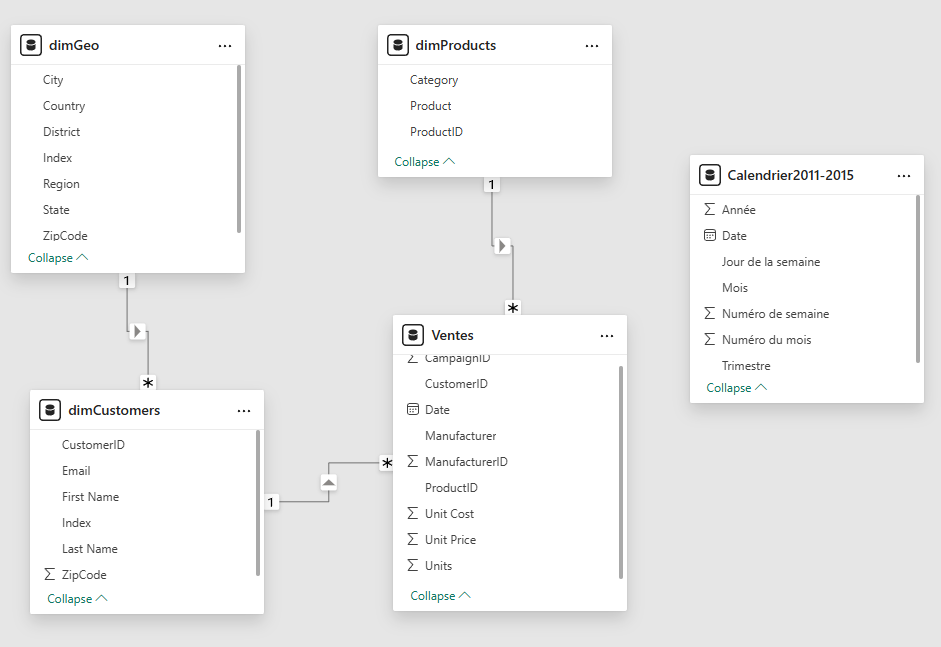 dimGeo
City
Country
District
Index
Region
State
ZipCode
Collapse
1
*
dimProducts
Category
Product
ProductID
Collapse
1
*
Calendrier2011-2015
Année
Date
Jour de la semaine
Mois
Numéro de semaine
Numéro du mois
Trimestre
Collapse
dimCustomers
CustomerID
Email
First Name
Index
Last Name
ZipCode
Collapse
1
*
Ventes
CampaignID
CustomerID
Date
Manufacturer
ManufacturerID
ProductID
Unit Cost
Unit Price
Units
Collapse